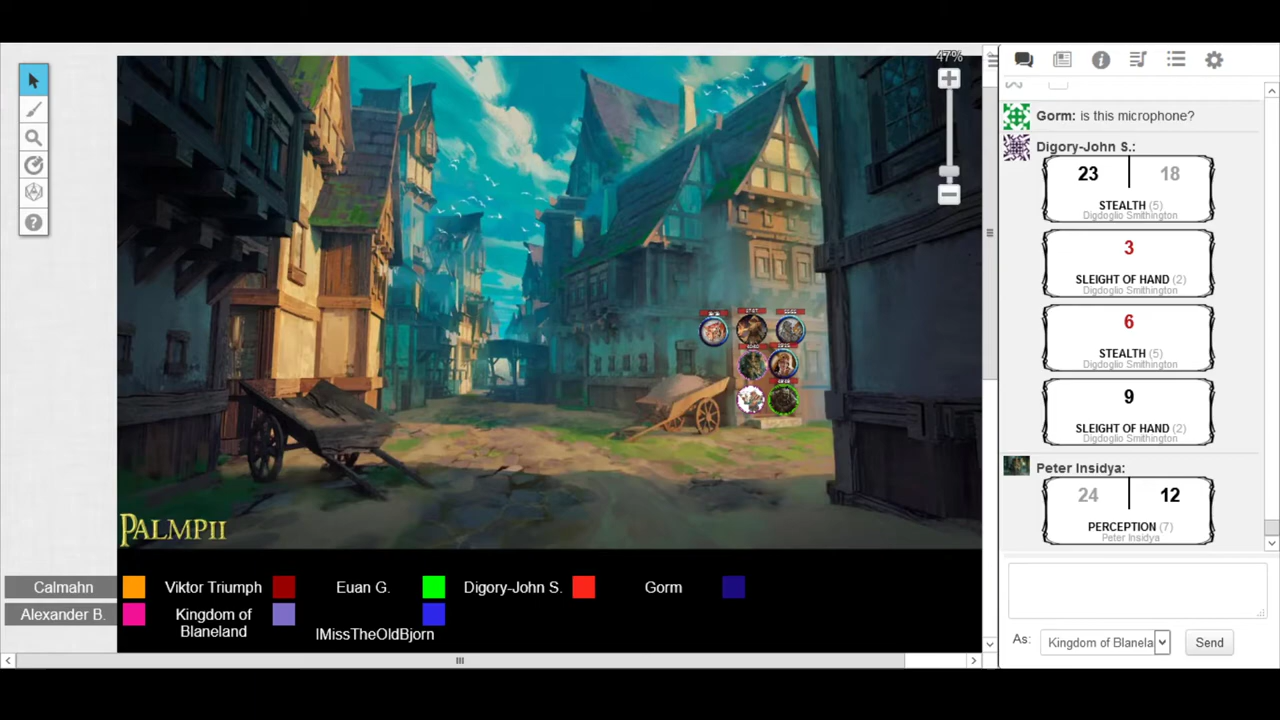 47%
Gorm: is this microphone?
Digory-John S.:
23 18
STEALTH (5)
Digdoglio Smithington
3
SLEIGHT OF HAND (2)
Digdoglio Smithington
6
STEALTH (5)
Digdoglio Smithington
9
SLEIGHT OF HAND (2)
Digdoglio Smithington
Peter Insidya:
24 12
PERCEPTION (7)
Peter Insidya
PALMPII
Calmahn Viktor Triumph Euan G. Digory-John S. Gorm
Alexander B. Kingdom of
Blaneland
IMissTheOldBjorn
As: Kingdom of Blanela Send